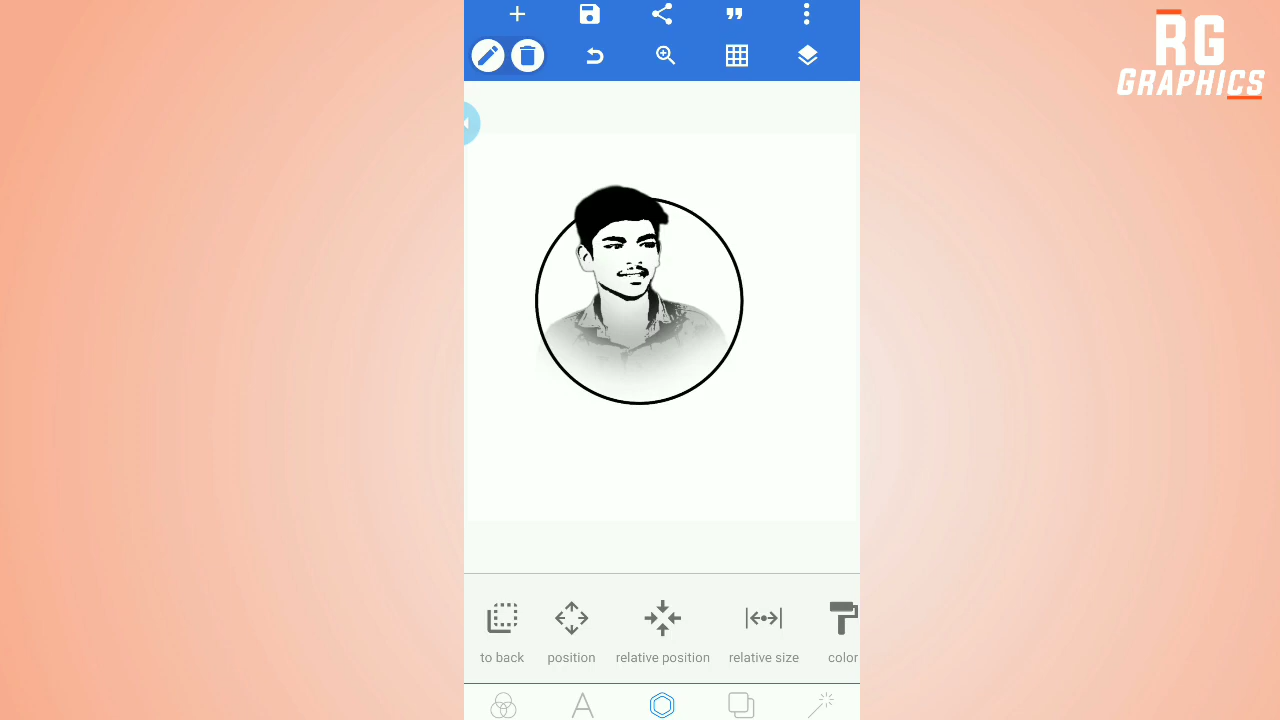 RG
GRAPHICS
to back
position
relative position
relative size
color